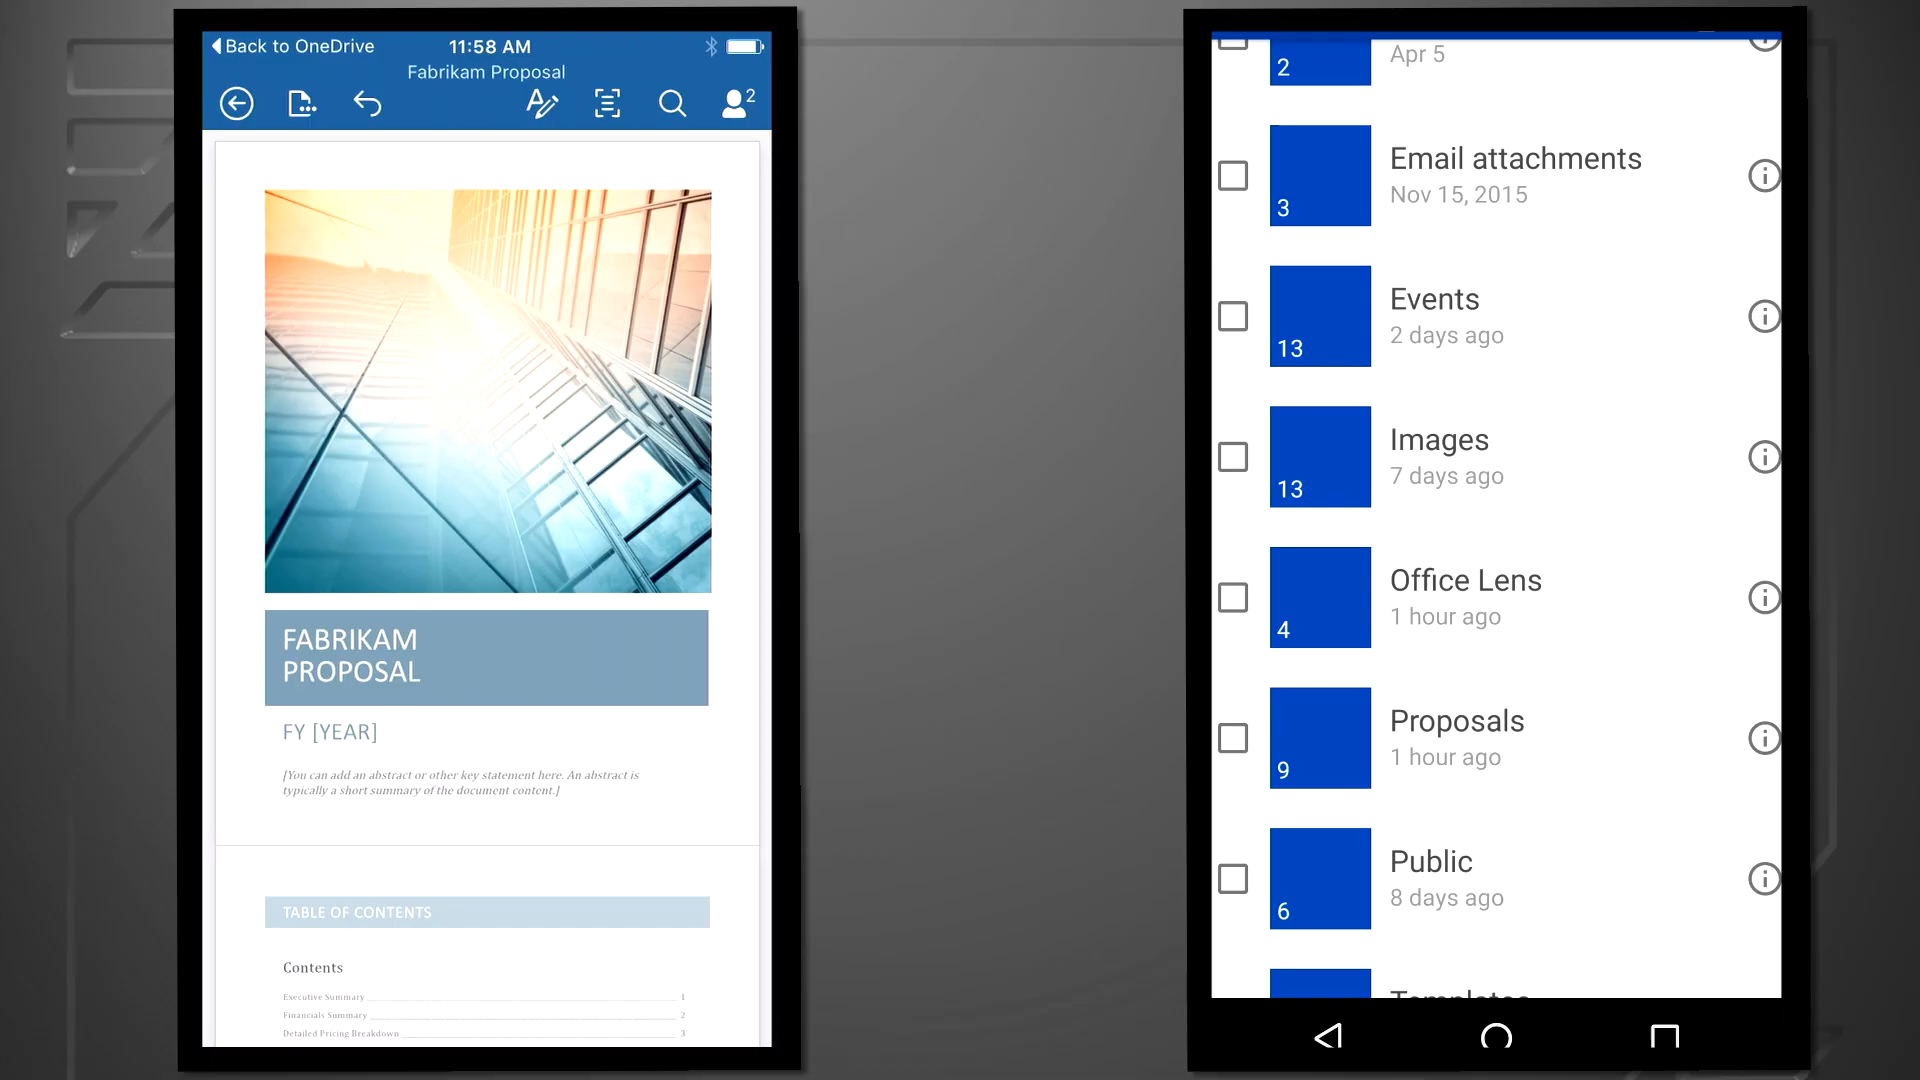 Back to OneDrive
11:58 AM
Fabrikam Proposal
2
FABRIKAM
PROPOSAL
FY [YEAR]
[You can add an abstract or other key statement here. An abstract is
typically a short summary of the document content.]
TABLE OF CONTENTS
Contents
Executive Summary 1
Financials Summary 2
Detailed Pricing Breakdown 3
2
Apr 5
Email attachments
3
Nov 15, 2015
Events
13
2 days ago
Images
13
7 days ago
Office Lens
4
1 hour ago
Proposals
9
1 hour ago
Public
6
8 days ago
Templates